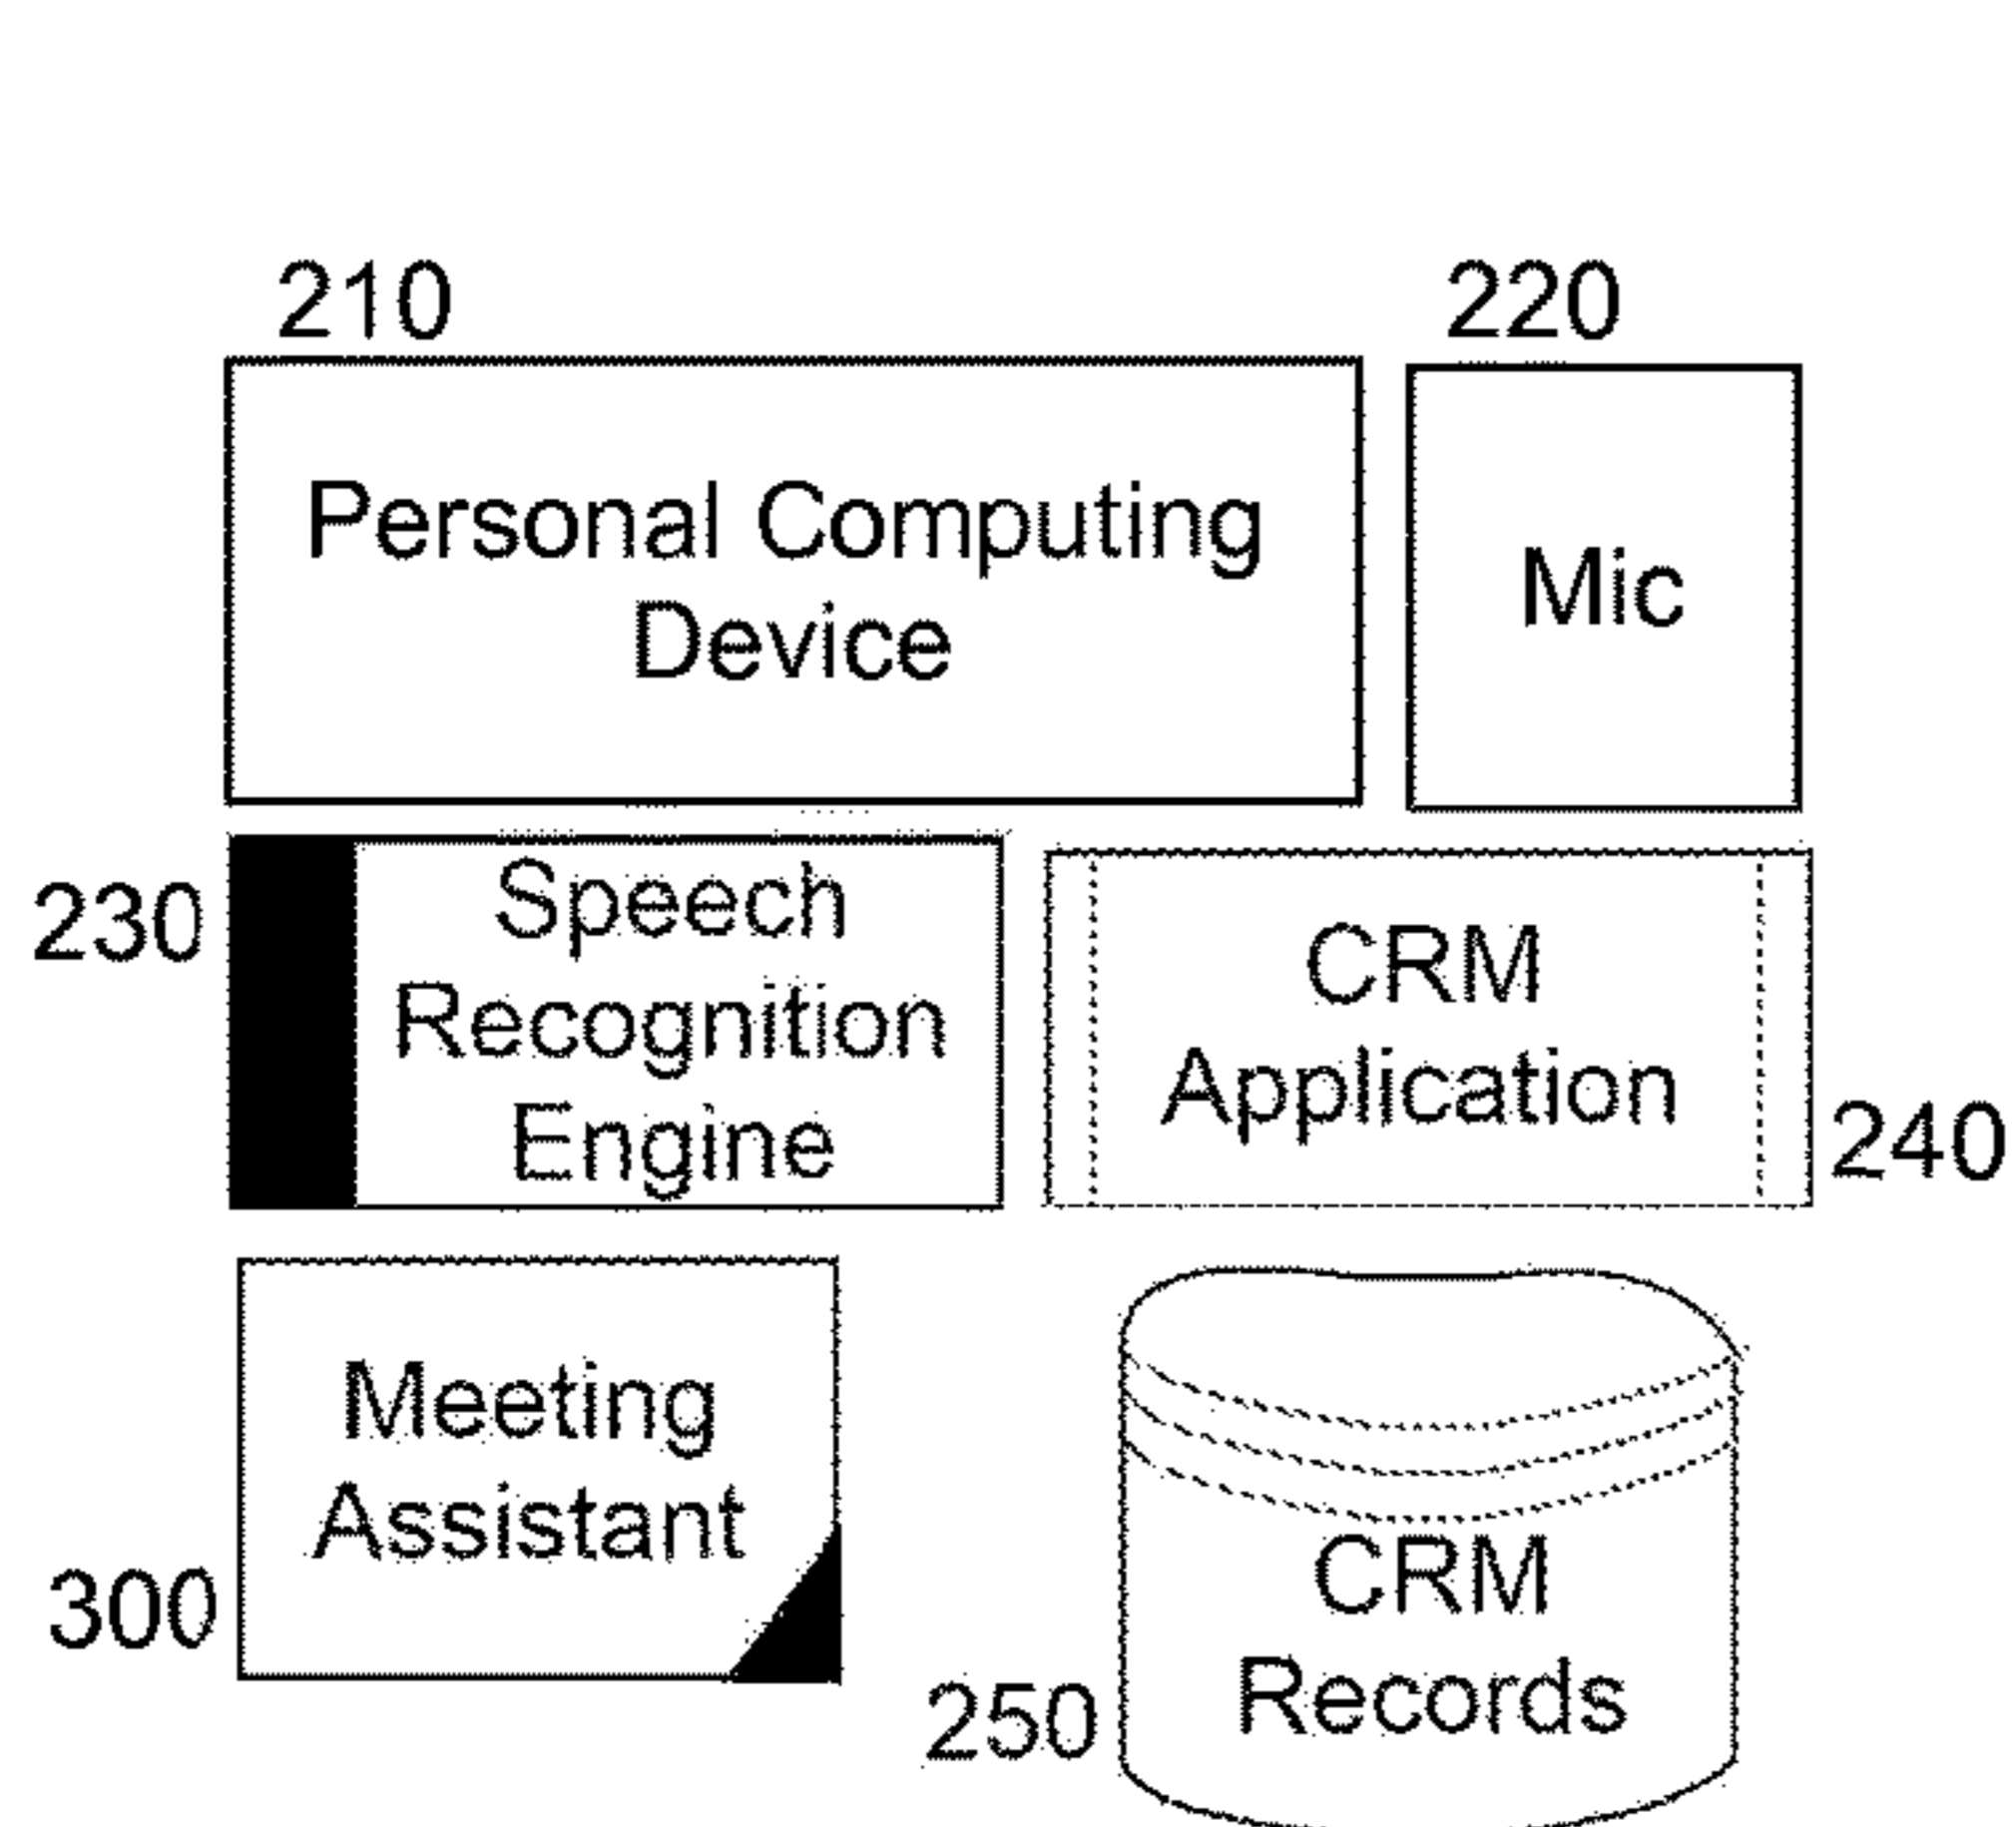 210
220
Personal Computing
Device
Mic
230
Speech
Recognition
Engine
CRM
Application
240
Meeting
Assistant
300
CRM
Records
250